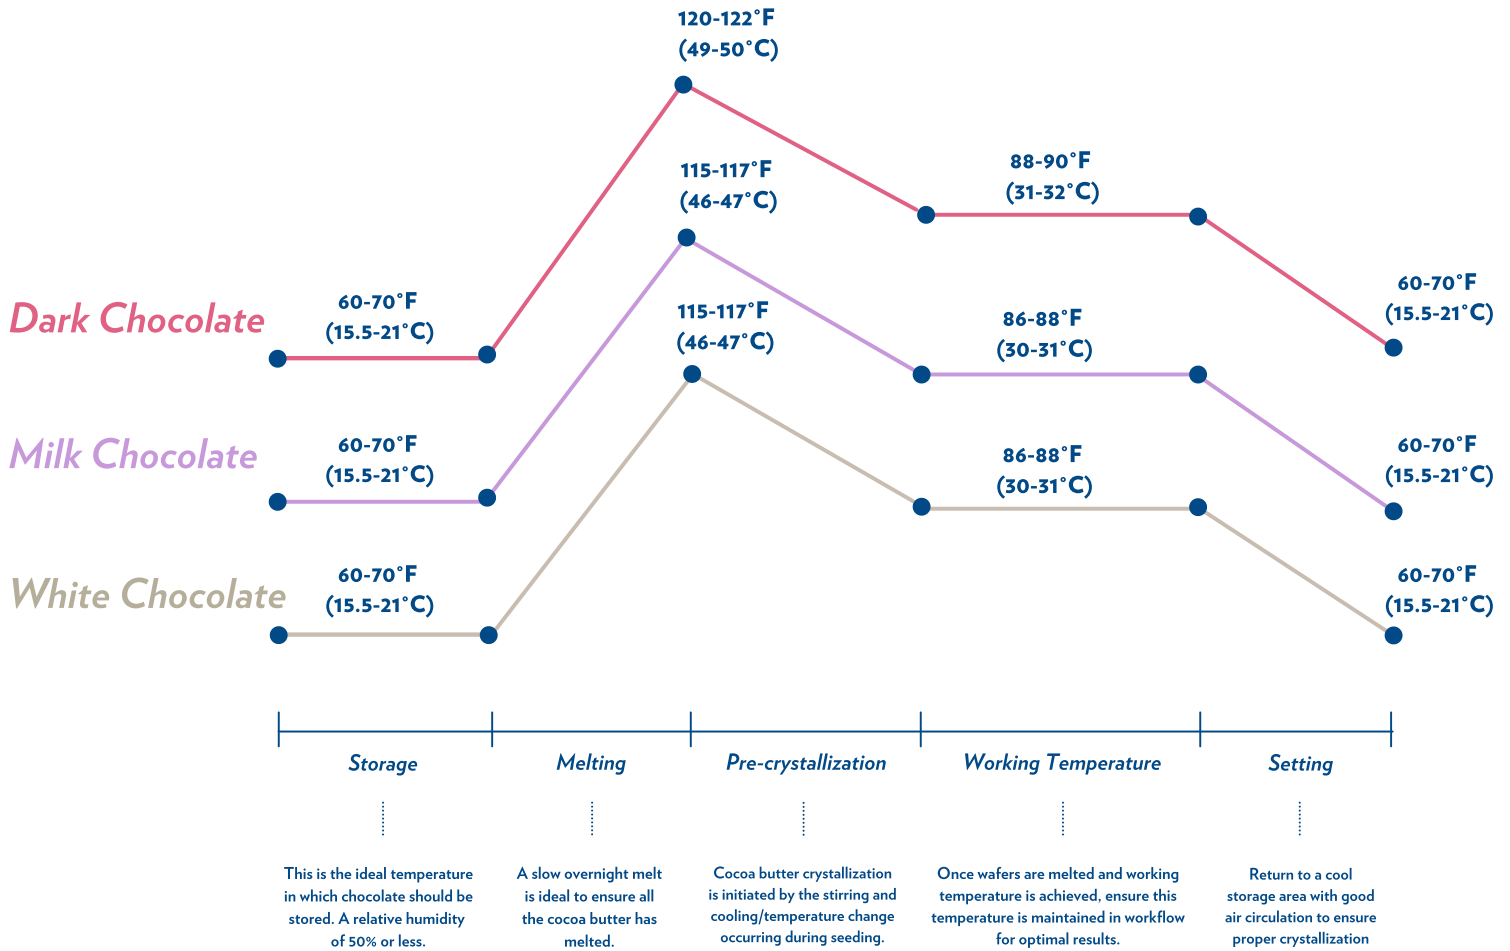 120-122°F
(49-50°C)
88-90°F
(31-32°C)
60-70°F
(15.5-21°C)
60-70°F
(15.5-21°C)
Dark Chocolate
115-117°F
(46-47°C)
86-88°F
(30-31°C)
60-70°F
(15.5-21°C)
60-70°F
(15.5-21°C)
Milk Chocolate
115-117°F
(46-47°C)
86-88°F
(30-31°C)
60-70°F
(15.5-21°C)
60-70°F
(15.5-21°C)
White Chocolate
Storage
Melting
Pre-crystallization
Working Temperature
Setting
This is the ideal temperature
in which chocolate should be
stored. A relative humidity
of 50% or less.
A slow overnight melt
is ideal to ensure all
the cocoa butter has
melted.
Cocoa butter crystallization
is initiated by the stirring and
cooling/temperature change
occurring during seeding.
Once wafers are melted and working
temperature is achieved, ensure this
temperature is maintained in workflow
for optimal results.
Return to a cool
storage area with good
air circulation to ensure
proper crystallization